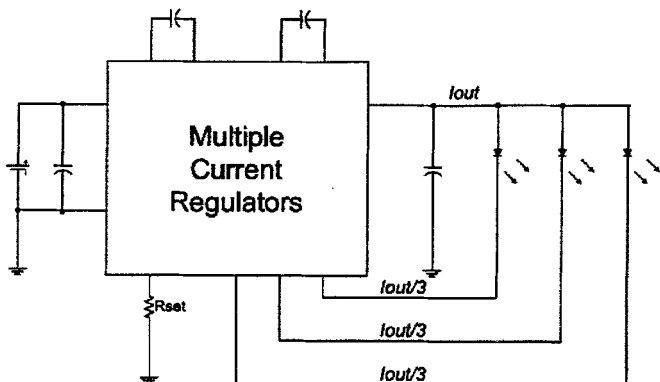 Iout
Multiple
Current
Regulators
Iout/3
Rset
Iout/3
Iout/3